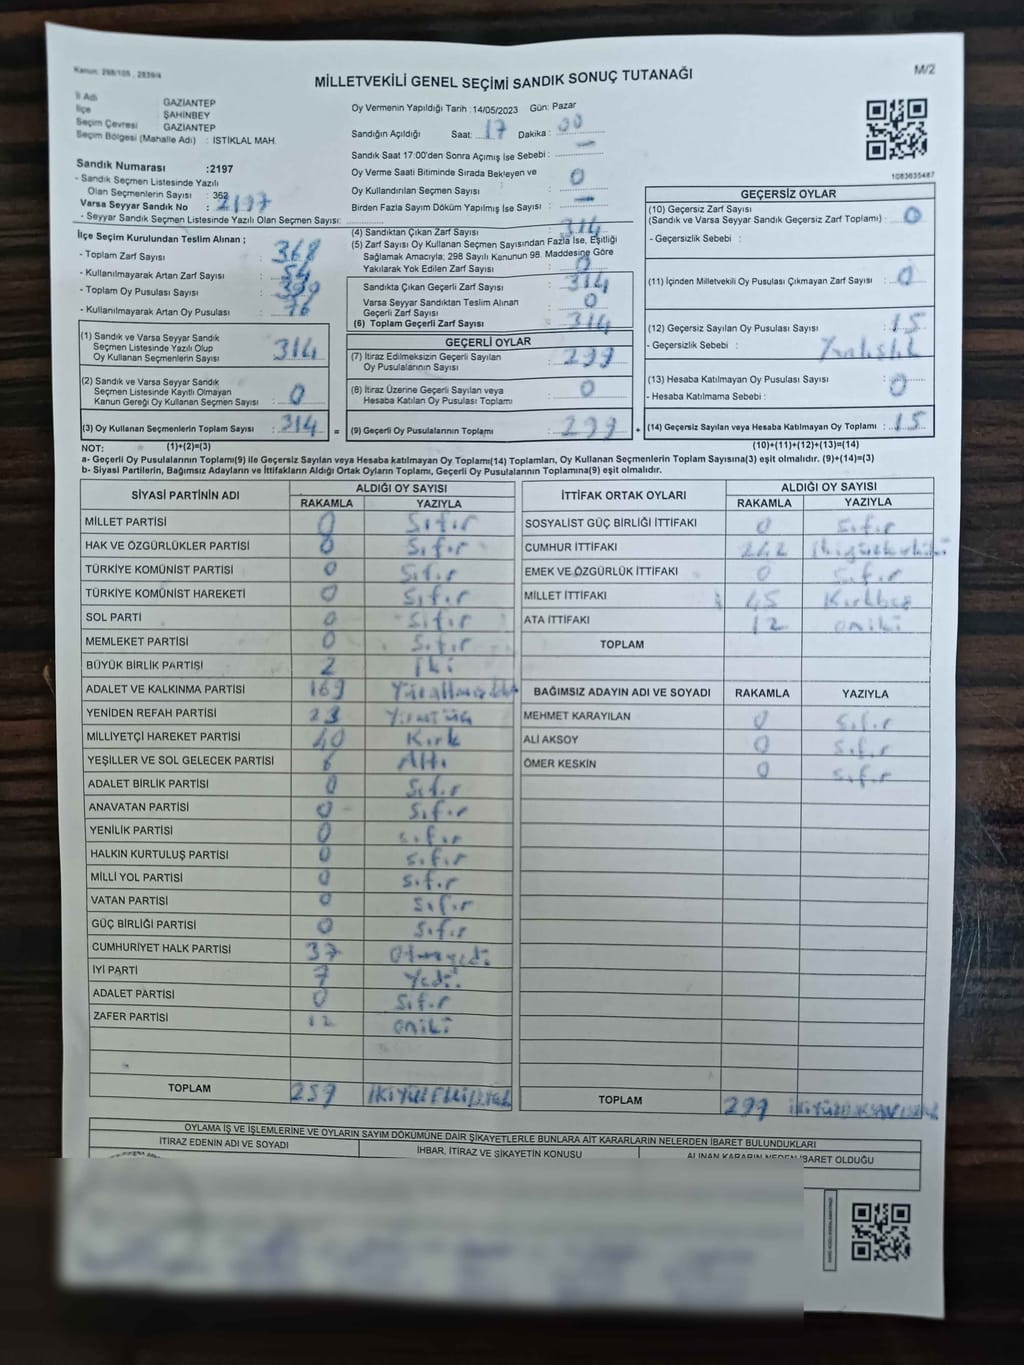 Kanun: 298/105 , 2839/4
M/2
MİLLETVEKİLİ GENEL SEÇİMİ SANDIK SONUÇ TUTANAĞI
İl Adı : GAZİANTEP
İlçe : ŞAHİNBEY
Seçim Çevresi : GAZİANTEP
Seçim Bölgesi (Mahalle Adı) : İSTİKLAL MAH.
Sandık Numarası :2197
- Sandık Seçmen Listesinde Yazılı
Olan Seçmenlerin Sayısı : 362
Varsa Seyyar Sandık No : 2197
- Seyyar Sandık Seçmen Listesinde Yazılı Olan Seçmen Sayısı:
Oy Vermenin Yapıldığı Tarih :14/05/2023 Gün: Pazar
Sandığın Açıldığı Saat: 17 Dakika : 00
Sandık Saat 17:00'den Sonra Açımış İse Sebebi : —
Oy Verme Saati Bitiminde Sırada Bekleyen ve
Oy Kullandırılan Seçmen Sayısı : 0
Birden Fazla Sayım Döküm Yapılmış İse Sayısı : —
1083635487
İlçe Seçim Kurulundan Teslim Alınan ;
- Toplam Zarf Sayısı : 368
- Kullanılmayarak Artan Zarf Sayısı : 54
- Toplam Oy Pusulası Sayısı : 390
- Kullanılmayarak Artan Oy Pusulası : 76
(1) Sandık ve Varsa Seyyar Sandık
Seçmen Listesinde Yazılı Olup
Oy Kullanan Seçmenlerin Sayısı : 314
(2) Sandık ve Varsa Seyyar Sandık
Seçmen Listesinde Kayıtlı Olmayan
Kanun Gereği Oy Kullanan Seçmen Sayısı : 0
(3) Oy Kullanan Seçmenlerin Toplam Sayısı : 314
(4) Sandıktan Çıkan Zarf Sayısı : 314
(5) Zarf Sayısı Oy Kullanan Seçmen Sayısından Fazla İse, Eşitliği
Sağlamak Amacıyla; 298 Sayılı Kanunun 98. Maddesine Göre
Yakılarak Yok Edilen Zarf Sayısı : 0
Sandıkta Çıkan Geçerli Zarf Sayısı : 314
Varsa Seyyar Sandıktan Teslim Alınan
Geçerli Zarf Sayısı : 0
(6) Toplam Geçerli Zarf Sayısı : 314
GEÇERLİ OYLAR
(7) İtiraz Edilmeksizin Geçerli Sayılan
Oy Pusulalarının Sayısı : 299
(8) İtiraz Üzerine Geçerli Sayılan veya
Hesaba Katılan Oy Pusulası Toplamı : 0
= (9) Geçerli Oy Pusulalarının Toplamı : 299 +
GEÇERSİZ OYLAR
(10) Geçersiz Zarf Sayısı
(Sandık ve Varsa Seyyar Sandık Geçersiz Zarf Toplamı) : 0
- Geçersizlik Sebebi :
(11) İçinden Milletvekili Oy Pusulası Çıkmayan Zarf Sayısı : 0
(12) Geçersiz Sayılan Oy Pusulası Sayısı : 15
- Geçersizlik Sebebi : Yanlışlık
(13) Hesaba Katılmayan Oy Pusulası Sayısı : 0
- Hesaba Katılmama Sebebi :
(14) Geçersiz Sayılan veya Hesaba Katılmayan Oy Toplamı : 15
NOT: (1)+(2)=(3) (10)+(11)+(12)+(13)=(14)
a- Geçerli Oy Pusulalarının Toplamı(9) ile Geçersiz Sayılan veya Hesaba katılmayan Oy Toplamı(14) Toplamları, Oy Kullanan Seçmenlerin Toplam Sayısına(3) eşit olmalıdır. (9)+(14)=(3)
b- Siyasi Partilerin, Bağımsız Adayların ve İttifakların Aldığı Ortak Oyların Toplamı, Geçerli Oy Pusulalarının Toplamına(9) eşit olmalıdır.
SİYASİ PARTİNİN ADI ALDIĞI OY SAYISI
RAKAMLA YAZIYLA
MİLLET PARTİSİ 0 Sıfır
HAK VE ÖZGÜRLÜKLER PARTİSİ 0 Sıfır
TÜRKİYE KOMÜNİST PARTİSİ 0 Sıfır
TÜRKİYE KOMÜNİST HAREKETİ 0 Sıfır
SOL PARTİ 0 Sıfır
MEMLEKET PARTİSİ 0 Sıfır
BÜYÜK BİRLİK PARTİSİ 2 İki
ADALET VE KALKINMA PARTİSİ 169
YENİDEN REFAH PARTİSİ 23 Yirmiüç
MİLLİYETÇİ HAREKET PARTİSİ 40 Kırk
YEŞİLLER VE SOL GELECEK PARTİSİ 6 Altı
ADALET BİRLİK PARTİSİ 0 Sıfır
ANAVATAN PARTİSİ 0 Sıfır
YENİLİK PARTİSİ 0 Sıfır
HALKIN KURTULUŞ PARTİSİ 0 Sıfır
MİLLİ YOL PARTİSİ 0 Sıfır
VATAN PARTİSİ 0 Sıfır
GÜÇ BİRLİĞİ PARTİSİ 0 Sıfır
CUMHURİYET HALK PARTİSİ 37 Otuzyedi
İYİ PARTİ 7 Yedi
ADALET PARTİSİ 0 Sıfır
ZAFER PARTİSİ 12 oniki
TOPLAM 259
İTTİFAK ORTAK OYLARI ALDIĞI OY SAYISI
RAKAMLA YAZIYLA
SOSYALİST GÜÇ BİRLİĞİ İTTİFAKI 0 Sıfır
CUMHUR İTTİFAKI 242
EMEK VE ÖZGÜRLÜK İTTİFAKI 0 Sıfır
MİLLET İTTİFAKI 45 Kırkbeş
ATA İTTİFAKI 12 oniki
TOPLAM
BAĞIMSIZ ADAYIN ADI VE SOYADI RAKAMLA YAZIYLA
MEHMET KARAYILAN 0 Sıfır
ALİ AKSOY 0 Sıfır
ÖMER KESKİN 0 Sıfır
TOPLAM 299
OYLAMA İŞ VE İŞLEMLERİNE VE OYLARIN SAYIM DÖKÜMÜNE DAİR ŞİKAYETLERLE BUNLARA AİT KARARLARIN NELERDEN İBARET BULUNDUKLARI
İTİRAZ EDENİN ADI VE SOYADI İHBAR, İTİRAZ VE ŞİKAYETİN KONUSU ALINAN KARARIN NEDEN İBARET OLDUĞU